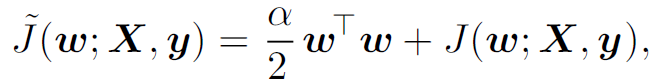 J̃(w; X, y) = α/2 w⊤w + J(w; X, y),